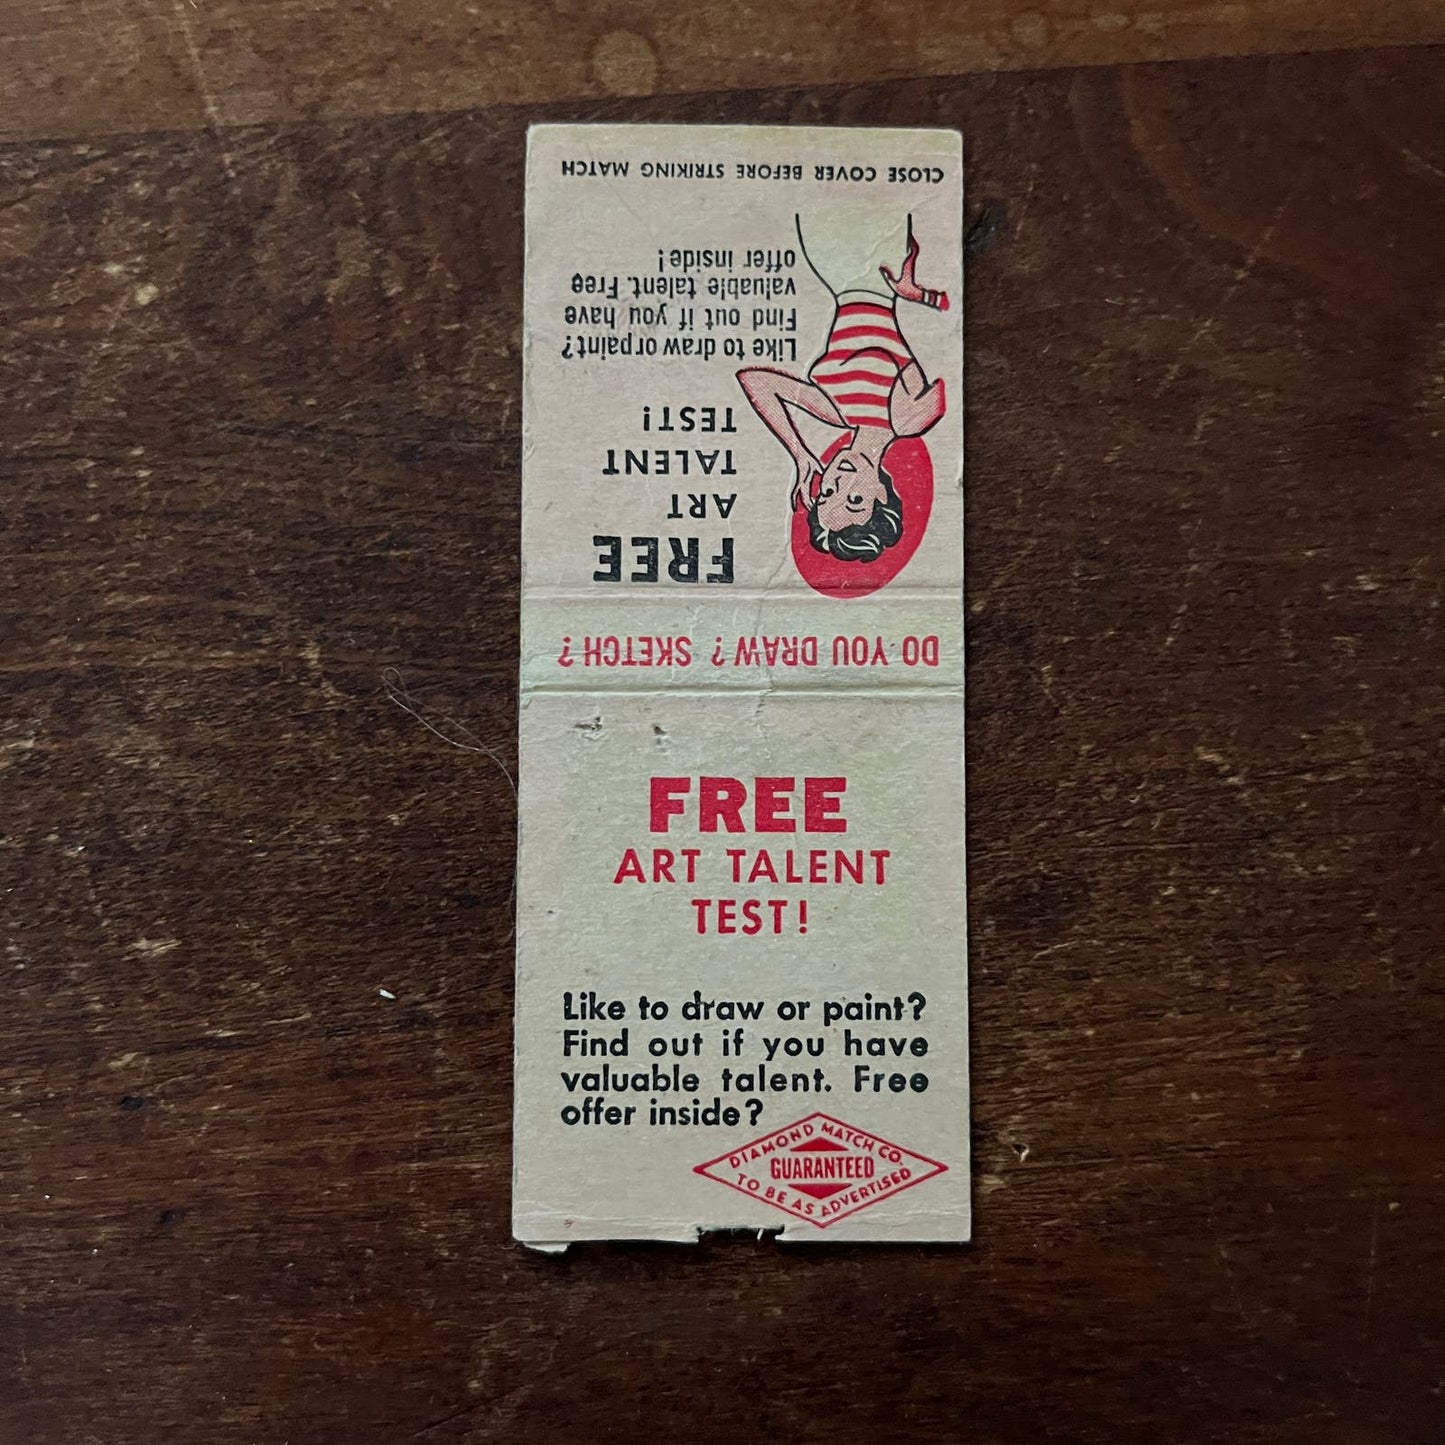 CLOSE COVER BEFORE STRIKING MATCH
offer inside!
valuable talent. Free
Find out if you have
Like to draw or paint?
TEST!
TALENT
ART
FREE
DO YOU DRAW? SKETCH?
FREE
ART TALENT
TEST!
Like to draw or paint?
Find out if you have
valuable talent. Free
offer inside?
DIAMOND MATCH CO.
GUARANTEED
TO BE AS ADVERTISED